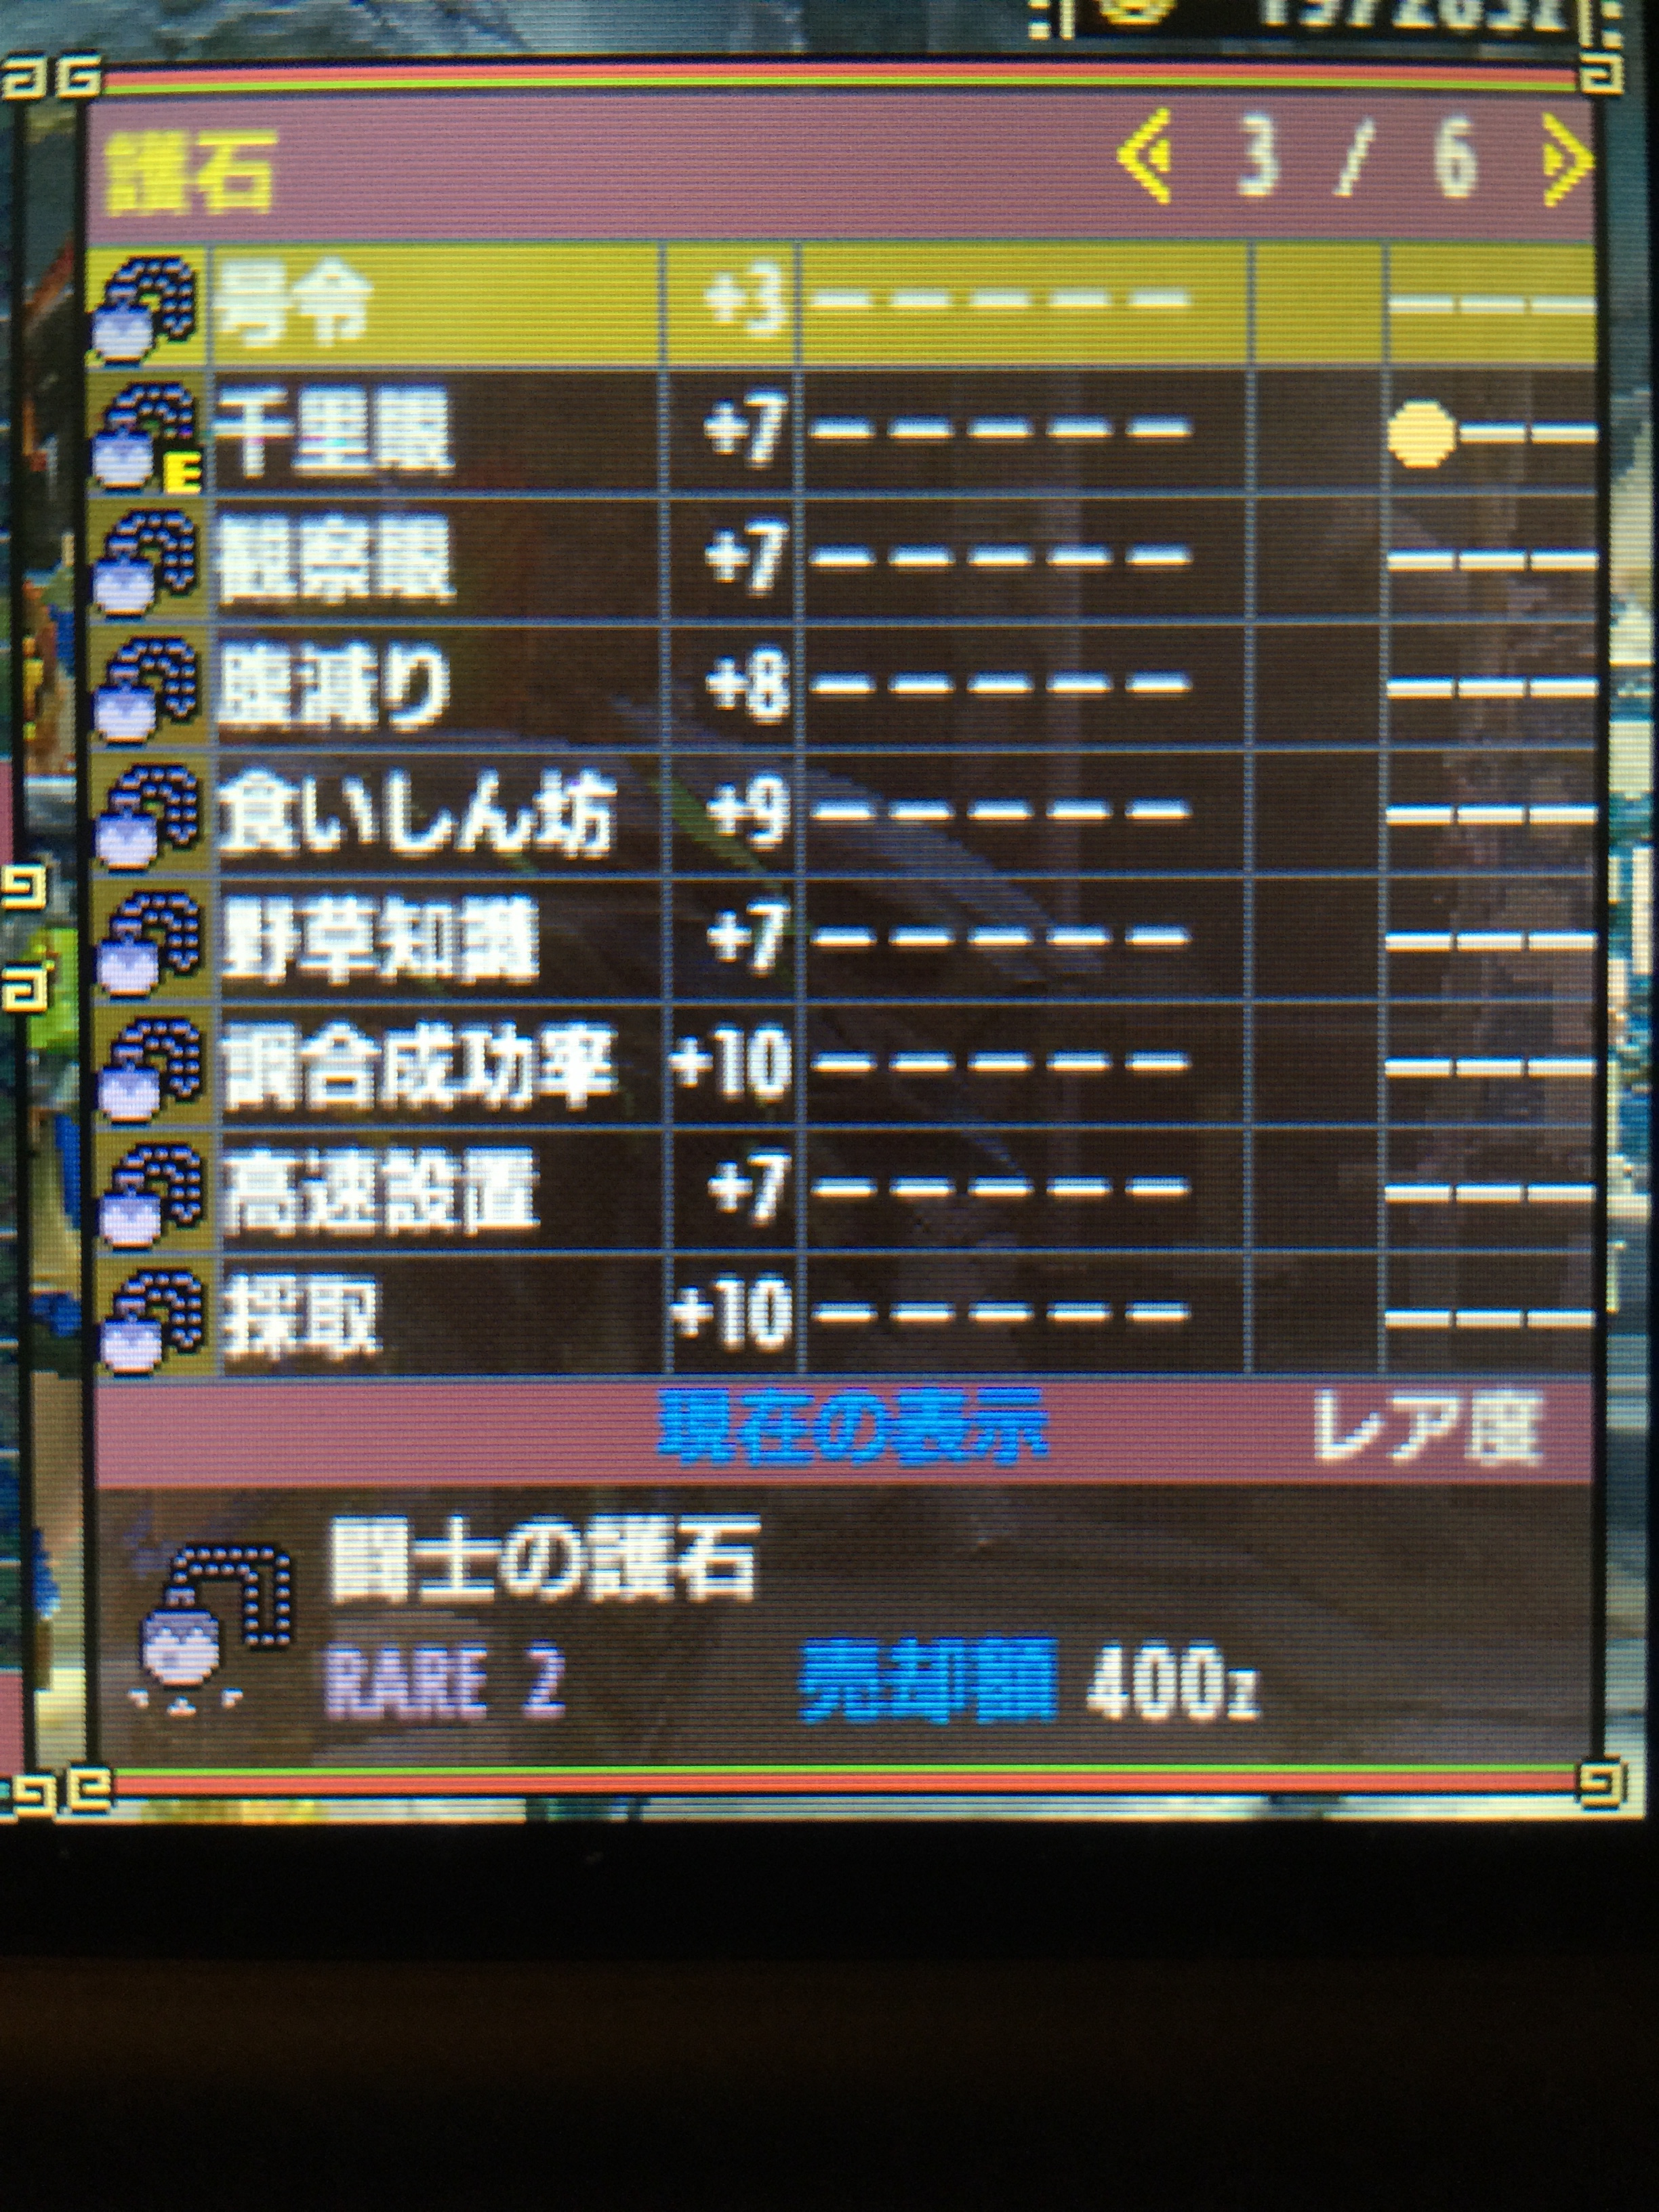 護石 3 / 6
号令 +3 ----- ---
千里眼 +7 ----- ●--
E
観察眼 +7 ----- ---
腹減り +8 ----- ---
食いしん坊 +9 ----- ---
野草知識 +7 ----- ---
調合成功率 +10 ----- ---
高速設置 +7 ----- ---
採取 +10 ----- ---
現在の表示 レア度
闘士の護石
RARE 2 売却額 400z